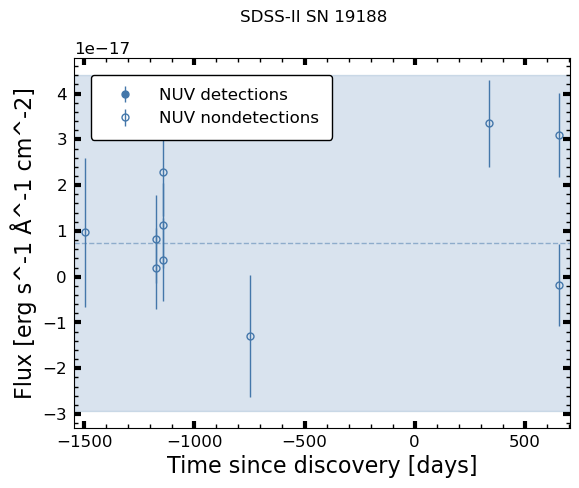 SDSS-II SN 19188
1e−17
NUV detections
NUV nondetections
4
3
2
1
0
−1
−2
−3
Flux [erg s^-1 Å^-1 cm^-2]
−1500 −1000 −500 0 500
Time since discovery [days]